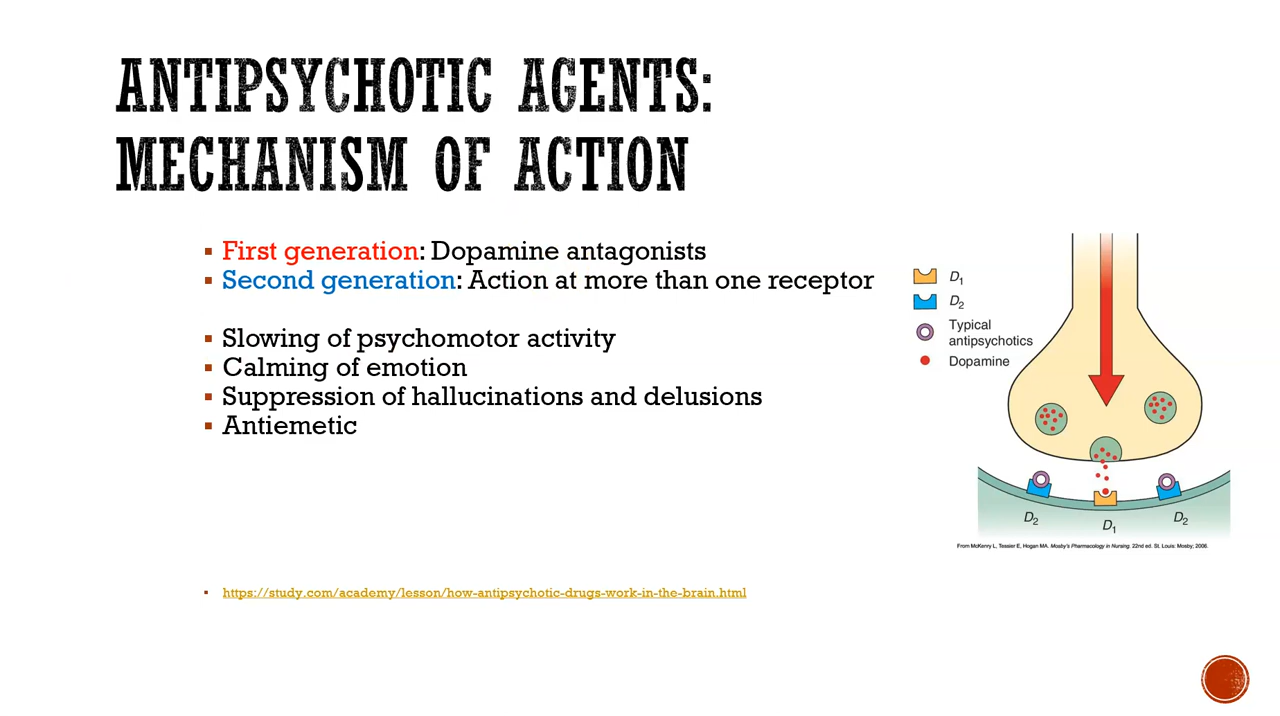 ANTIPSYCHOTIC AGENTS:
MECHANISM OF ACTION
▪ First generation: Dopamine antagonists
▪ Second generation: Action at more than one receptor
▪ Slowing of psychomotor activity
▪ Calming of emotion
▪ Suppression of hallucinations and delusions
▪ Antiemetic
▪ https://study.com/academy/lesson/how-antipsychotic-drugs-work-in-the-brain.html
D1
D2
Typical
antipsychotics
Dopamine
D2
D1
D2
From McKenry L, Tessier E, Hogan MA. Mosby's Pharmacology in Nursing. 22nd ed. St. Louis: Mosby; 2006.